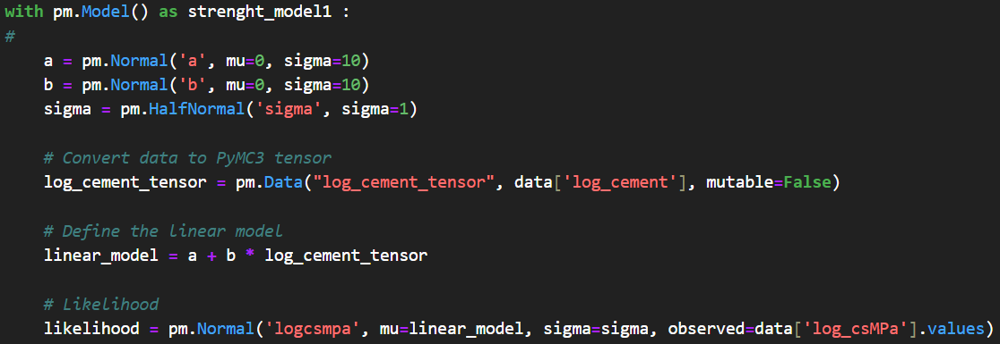 with pm.Model() as strenght_model1 :
#
    a = pm.Normal('a', mu=0, sigma=10)
    b = pm.Normal('b', mu=0, sigma=10)
    sigma = pm.HalfNormal('sigma', sigma=1)
    # Convert data to PyMC3 tensor
    log_cement_tensor = pm.Data("log_cement_tensor", data['log_cement'], mutable=False)
    # Define the linear model
    linear_model = a + b * log_cement_tensor
    # Likelihood
    likelihood = pm.Normal('logcsmpa', mu=linear_model, sigma=sigma, observed=data['log_csMPa'].values)